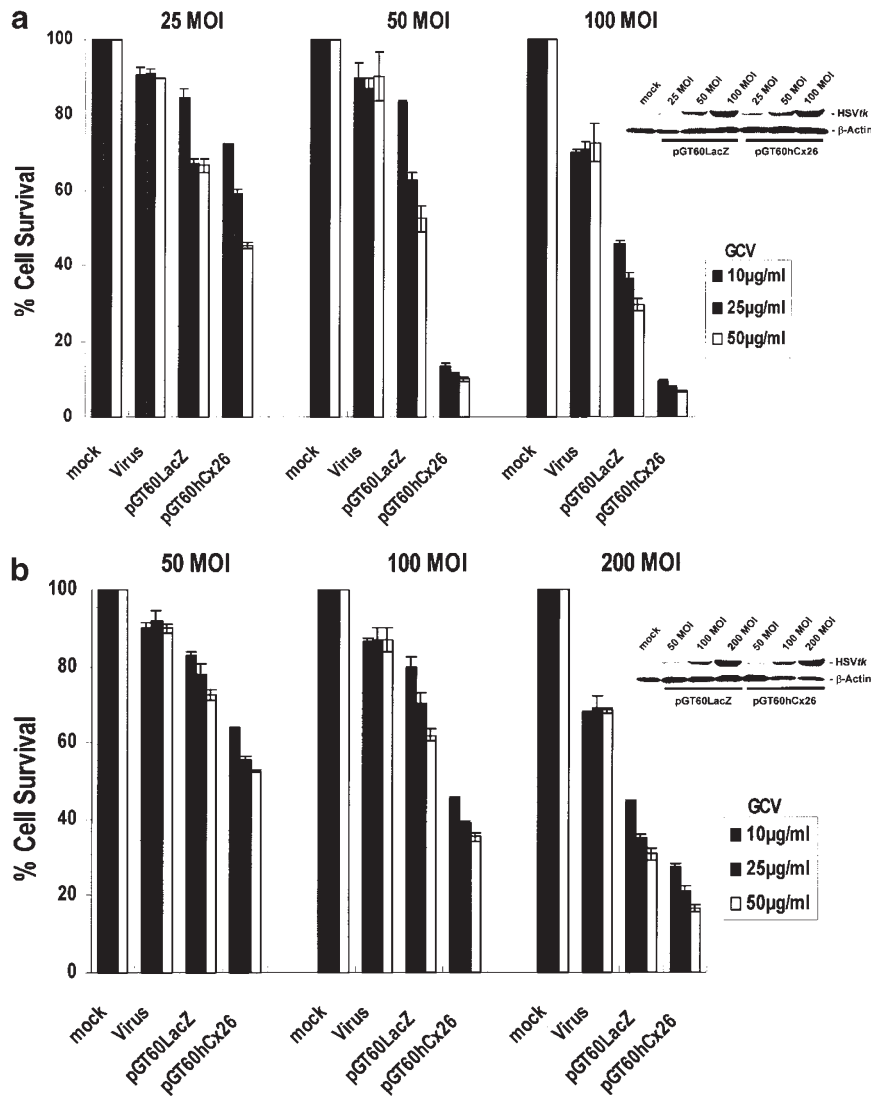 a
25 MOI
50 MOI
100 MOI
% Cell Survival
100
80
60
40
20
0
mock
Virus
pGT60LacZ
pGT60hCx26
mock
Virus
pGT60LacZ
pGT60hCx26
mock
Virus
pGT60LacZ
pGT60hCx26
mock
25 MOI
50 MOI
100 MOI
25 MOI
50 MOI
100 MOI
- HSVtk
- β-Actin
pGT60LacZ
pGT60hCx26
GCV
10µg/ml
25µg/ml
50µg/ml
b
50 MOI
100 MOI
200 MOI
% Cell Survival
100
80
60
40
20
0
mock
Virus
pGT60LacZ
pGT60hCx26
mock
Virus
pGT60LacZ
pGT60hCx26
mock
Virus
pGT60LacZ
pGT60hCx26
mock
50 MOI
100 MOI
200 MOI
50 MOI
100 MOI
200 MOI
- HSVtk
- β-Actin
pGT60LacZ
pGT60hCx26
GCV
10µg/ml
25µg/ml
50µg/ml